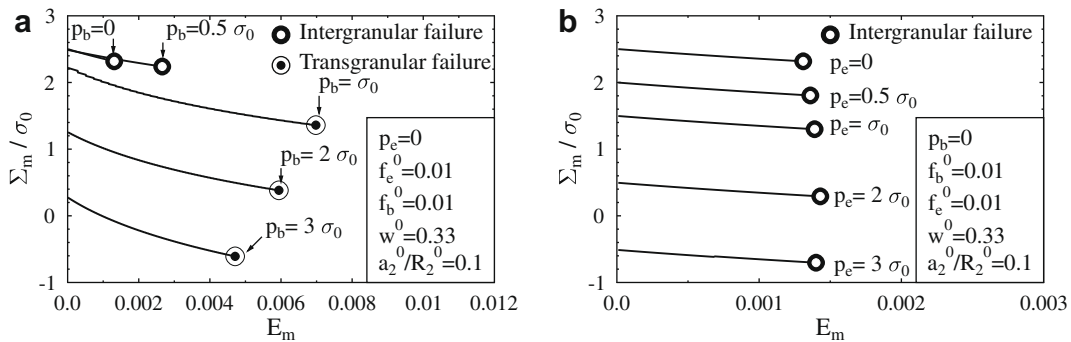 a
p_b=0
p_b=0.5 σ_0
Intergranular failure
Transgranular failure
p_b= σ_0
p_b= 2 σ_0
p_b= 3 σ_0
p_e=0
f_e^0=0.01
f_b^0=0.01
w^0=0.33
a_2^0/R_2^0=0.1
3
2
1
0
-1
Σ_m / σ_0
0.0
0.002
0.004
0.006
0.008
0.010
0.012
E_m
b
Intergranular failure
p_e=0
p_e=0.5 σ_0
p_e= σ_0
p_e= 2 σ_0
p_e= 3 σ_0
p_b=0
f_b^0=0.01
f_e^0=0.01
w^0=0.33
a_2^0/R_2^0=0.1
3
2
1
0
-1
Σ_m / σ_0
0.0
0.001
0.002
0.003
E_m